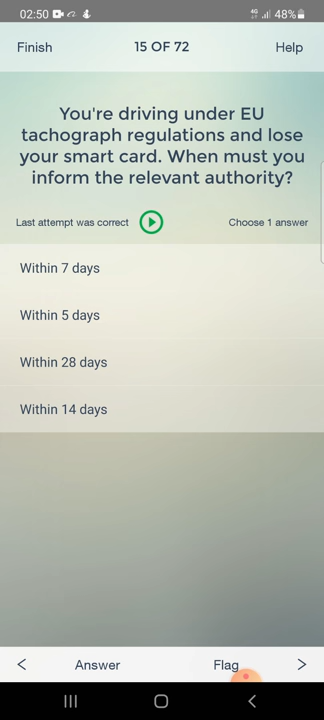 02:50 4G 48%
Finish 15 OF 72 Help
You're driving under EU
tachograph regulations and lose
your smart card. When must you
inform the relevant authority?
Last attempt was correct Choose 1 answer
Within 7 days
Within 5 days
Within 28 days
Within 14 days
< Answer Flag >